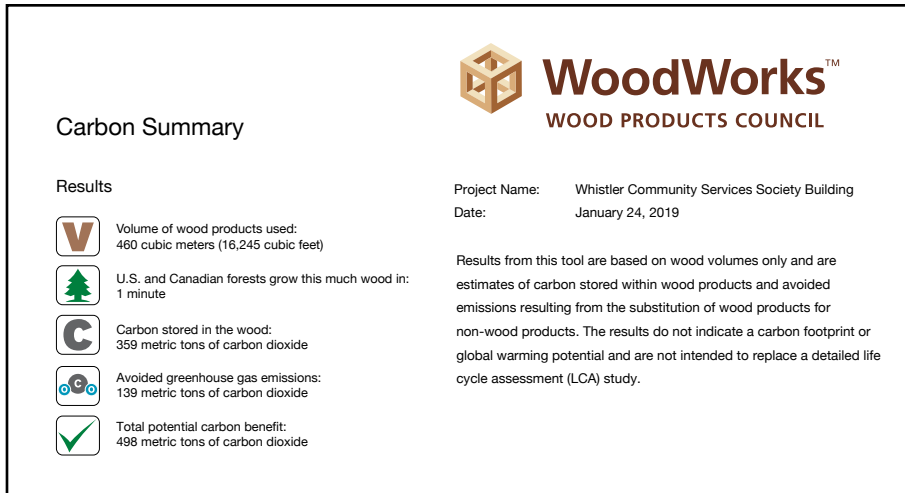 WoodWorks™
WOOD PRODUCTS COUNCIL
Carbon Summary
Results
V
Volume of wood products used:
460 cubic meters (16,245 cubic feet)
U.S. and Canadian forests grow this much wood in:
1 minute
C
Carbon stored in the wood:
359 metric tons of carbon dioxide
O C O
Avoided greenhouse gas emissions:
139 metric tons of carbon dioxide
Total potential carbon benefit:
498 metric tons of carbon dioxide
Project Name: Whistler Community Services Society Building
Date: January 24, 2019
Results from this tool are based on wood volumes only and are
estimates of carbon stored within wood products and avoided
emissions resulting from the substitution of wood products for
non-wood products. The results do not indicate a carbon footprint or
global warming potential and are not intended to replace a detailed life
cycle assessment (LCA) study.